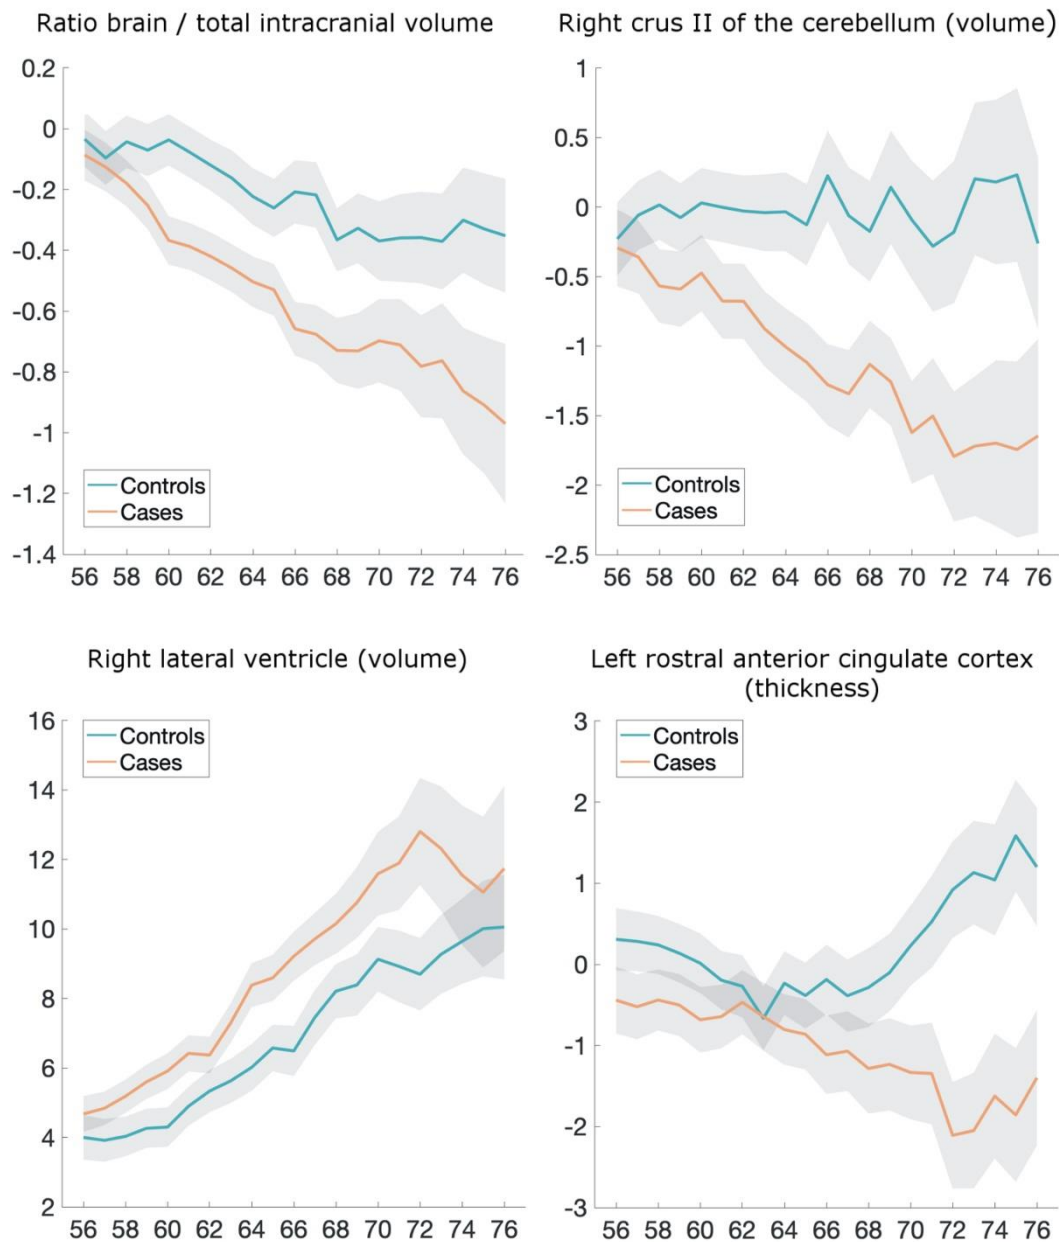 Ratio brain / total intracranial volume
0.2
0
-0.2
-0.4
-0.6
-0.8
-1
-1.2
-1.4
Controls
Cases
56 58 60 62 64 66 68 70 72 74 76
Right crus II of the cerebellum (volume)
1
0.5
0
-0.5
-1
-1.5
-2
-2.5
Controls
Cases
56 58 60 62 64 66 68 70 72 74 76
Right lateral ventricle (volume)
16
14
12
10
8
6
4
2
Controls
Cases
56 58 60 62 64 66 68 70 72 74 76
Left rostral anterior cingulate cortex
(thickness)
3
2
1
0
-1
-2
-3
Controls
Cases
56 58 60 62 64 66 68 70 72 74 76